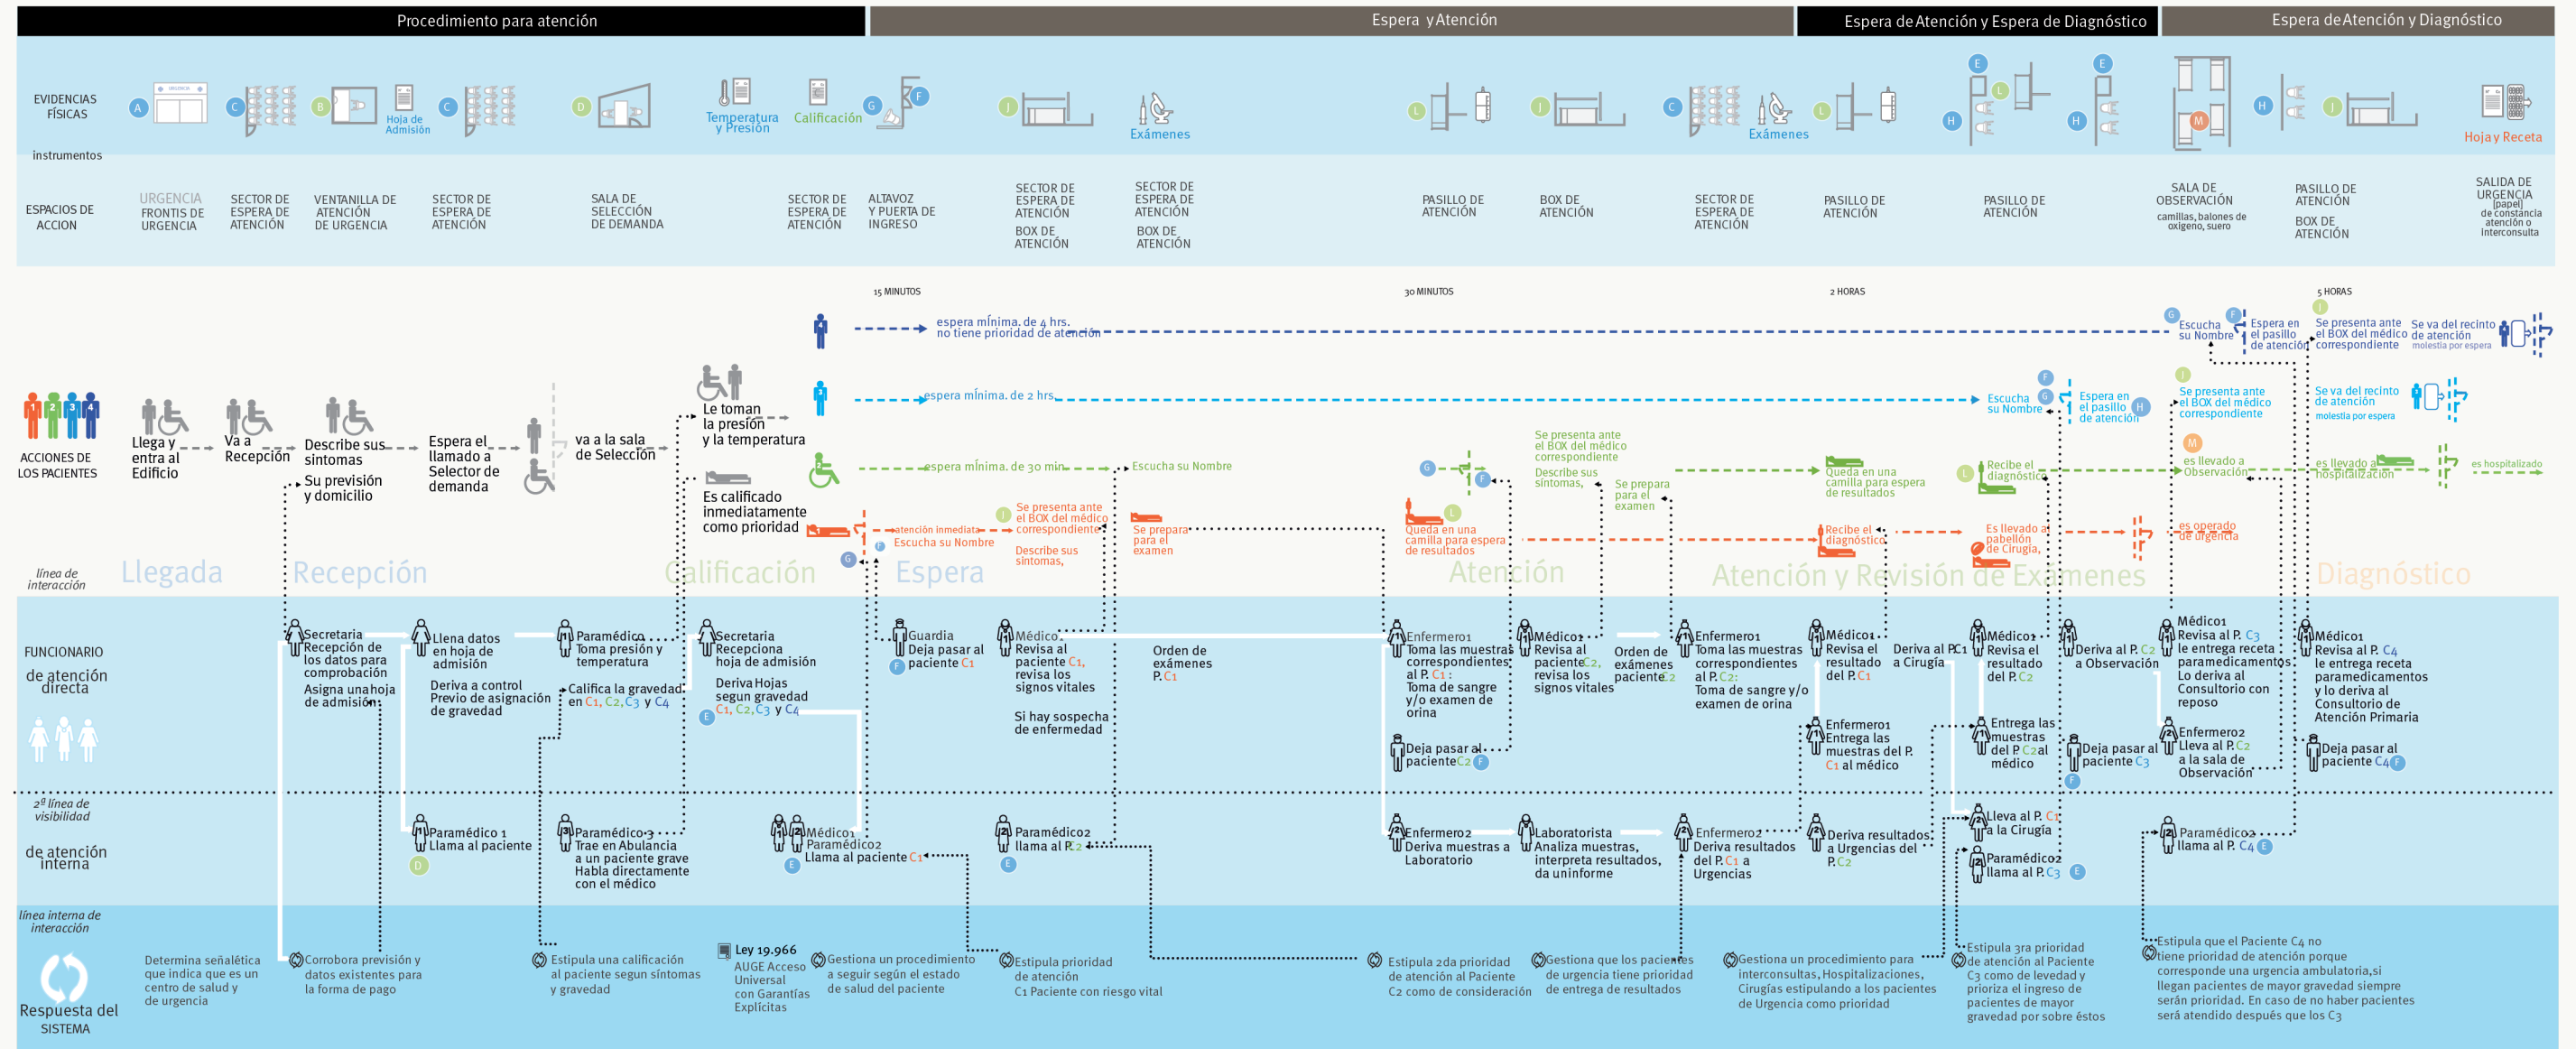 Procedimiento para atención
Espera y Atención
Espera de Atención y Espera de Diagnóstico
Espera de Atención y Diagnóstico
EVIDENCIAS
FÍSICAS
instrumentos
A
URGENCIA
C
B
Hoja de
Admisión
C
D
Temperatura
y Presión
Calificación
G
F
J
Exámenes
L
J
C
Exámenes
L
H
E
L
H
E
M
H
J
Hoja y Receta
ESPACIOS DE
ACCION
URGENCIA
FRONTIS DE
URGENCIA
SECTOR DE
ESPERA DE
ATENCIÓN
VENTANILLA DE
ATENCIÓN
DE URGENCIA
SECTOR DE
ESPERA DE
ATENCIÓN
SALA DE
SELECCIÓN
DE DEMANDA
SECTOR DE
ESPERA DE
ATENCIÓN
ALTAVOZ
Y PUERTA DE
INGRESO
SECTOR DE
ESPERA DE
ATENCIÓN
BOX DE
ATENCIÓN
SECTOR DE
ESPERA DE
ATENCIÓN
BOX DE
ATENCIÓN
PASILLO DE
ATENCIÓN
BOX DE
ATENCIÓN
SECTOR DE
ESPERA DE
ATENCIÓN
PASILLO DE
ATENCIÓN
PASILLO DE
ATENCIÓN
SALA DE
OBSERVACIÓN
camillas, balones de
oxigeno, suero
PASILLO DE
ATENCIÓN
BOX DE
ATENCIÓN
SALIDA DE
URGENCIA
[papel]
de constancia
atención o
Interconsulta
15 MINUTOS
30 MINUTOS
2 HORAS
5 HORAS
4
espera mÍnima. de 4 hrs.
no tiene prioridad de atención
G
Escucha
su Nombre
F
Espera en
el pasillo
de atención
J
Se presenta ante
el BOX del médico
correspondiente
Se va del recinto
de atención
molestia por espera
3
espera mÍnima. de 2 hrs.
Escucha
su Nombre
F
G
Espera en
el pasillo
de atención
H
J
Se presenta ante
el BOX del médico
correspondiente
Se va del recinto
de atención
molestia por espera
ACCIONES DE
LOS PACIENTES
1 2 3 4
Llega y
entra al
Edificio
Va a
Recepción
Describe sus
sintomas
Su previsión
y domicilio
Espera el
llamado a
Selector de
demanda
va a la sala
de Selección
Le toman
la presión
y la temperatura
Es calificado
inmediatamente
como prioridad
2
espera mÍnima. de 30 min.
Escucha su Nombre
G
F
Se presenta ante
el BOX del médico
correspondiente
Describe sus
síntomas,
Se prepara
para el
examen
Queda en una
camilla para espera
de resultados
L
Recibe el
diagnóstico
M
es llevado a
Observación
es llevado a
hospitalización
es hospitalizado
G
F
atención inmediata
Escucha su Nombre
J
Se presenta ante
el BOX del médico
correspondiente
Describe sus
sintomas,
Se prepara
para el
examen
L
Queda en una
camilla para espera
de resultados
Recibe el
diagnóstico
Es llevado al
pabellón
de Cirugía,
es operado
de urgencia
línea de
interacción
Llegada
Recepción
Calificación
Espera
Atención
Atención y Revisión de Exámenes
Diagnóstico
FUNCIONARIO
de atención
directa
Secretaria
Recepción de
los datos para
comprobación
Asigna una hoja
de admisión
Llena datos
en hoja de
admisión
Deriva a control
Previo de asignación
de gravedad
Paramédico
Toma presión y
temperatura
Califica la gravedad
en C1, C2, C3 y C4
Secretaria
Recepciona
hoja de admisión
Deriva Hojas
segun gravedad
C1, C2, C3 y C4
E
Guardia
Deja pasar al
paciente C1
F
Médico1
Revisa al
paciente C1,
revisa los
signos vitales
Si hay sospecha
de enfermedad
Orden de
exámenes
P. C1
Enfermero1
Toma las muestras
correspondientes
al P. C1 :
Toma de sangre
y/o examen de
orina
Deja pasar al
paciente C2
F
Médico1
Revisa al
paciente C2,
revisa los
signos vitales
Orden de
exámenes
paciente C2
Enfermero1
Toma las muestras
correspondientes
al P. C2:
Toma de sangre y/o
examen de orina
Médico1
Revisa el
resultado
del P. C1
Enfermero1
Entrega las
muestras del P.
C1 al médico
Deriva al P.C1
a Cirugía
Médico1
Revisa el
resultado
del P. C2
Entrega las
muestras
del P. C2 al
médico
Deriva al P. C2
a Observación
Deja pasar al
paciente C3
F
Médico1
Revisa al P. C3
le entrega receta
paramedicamentos
Lo deriva al
Consultorio con
reposo
Enfermero2
Lleva al P. C2
a la sala de
Observación
Médico1
Revisa al P. C4
le entrega receta
paramedicamentos
y lo deriva al
Consultorio de
Atención Primaria
Deja pasar al
paciente C4
F
2ª línea de
visibilidad
de atención
interna
Paramédico 1
Llama al paciente
D
Paramédico 3
Trae en Abulancia
a un paciente grave
Habla directamente
con el médico
Médico1
Paramédico2
Llama al paciente C1
E
Paramédico2
llama al P. C2
E
Enfermero2
Deriva muestras a
Laboratorio
Laboratorista
Analiza muestras,
interpreta resultados,
da uninforme
Enfermero2
Deriva resultados
del P. C1 a
Urgencias
Deriva resultados
a Urgencias del
P. C2
Lleva al P. C1
a la Cirugía
Paramédico2
llama al P. C3
E
Paramédico2
llama al P. C4
E
línea interna de
interacción
Respuesta del
SISTEMA
Determina señalética
que indica que es un
centro de salud y
de urgencia
Corrobora previsión y
datos existentes para
la forma de pago
Estipula una calificación
al paciente segun síntomas
y gravedad
Ley 19.966
AUGE Acceso
Universal
con Garantías
Explícitas
Gestiona un procedimiento
a seguir según el estado
de salud del paciente
Estipula prioridad
de atención
C1 Paciente con riesgo vital
Estipula 2da prioridad
de atención al Paciente
C2 como de consideración
Gestiona que los pacientes
de urgencia tiene prioridad
de entrega de resultados
Gestiona un procedimiento para
interconsultas, Hospitalizaciones,
Cirugías estipulando a los pacientes
de Urgencia como prioridad
Estipula 3ra prioridad
de atención al Paciente
C3 como de levedad y
prioriza el ingreso de
pacientes de mayor
gravedad por sobre éstos
Estipula que el Paciente C4 no
tiene prioridad de atención porque
corresponde una urgencia ambulatoria,si
llegan pacientes de mayor gravedad siempre
serán prioridad. En caso de no haber pacientes
será atendido después que los C3